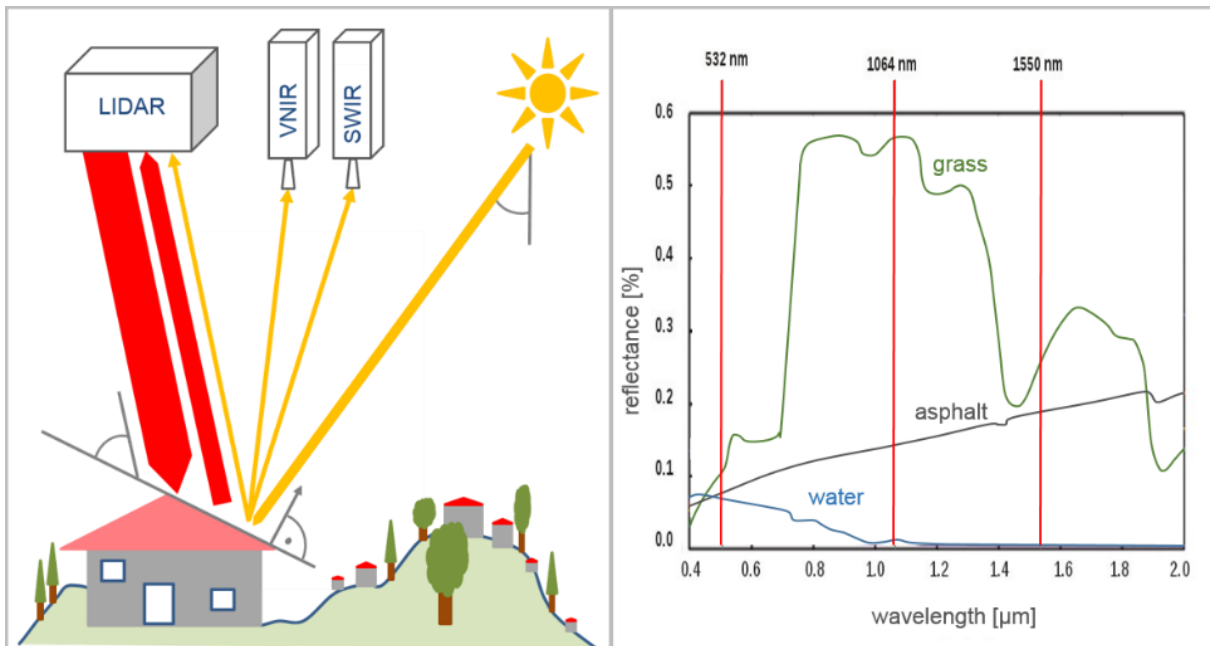 LIDAR
VNIR
SWIR
532 nm
1064 nm
1550 nm
0.6
0.5
0.4
0.3
0.2
0.1
0.0
reflectance [%]
grass
asphalt
water
0.4 0.6 0.8 1.0 1.2 1.4 1.6 1.8 2.0
wavelength [µm]